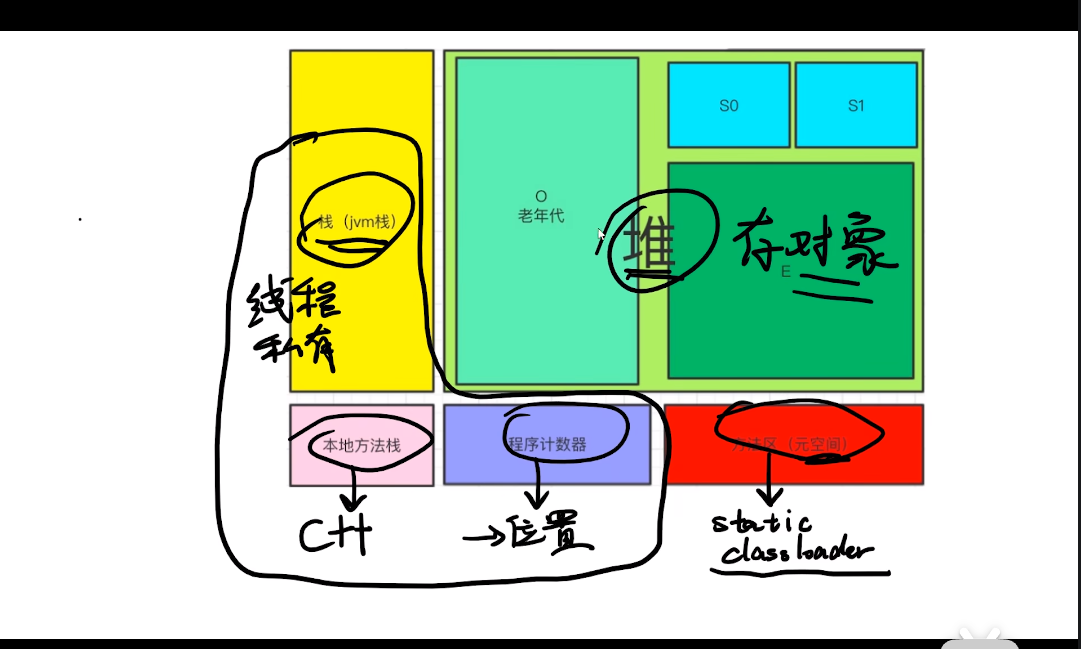 S0
S1
O
老年代
栈（jvm栈）
堆
存对象
E
线程
私有
本地方法栈
程序计数器
方法区（元空间）
C++
→位置
static
classloader